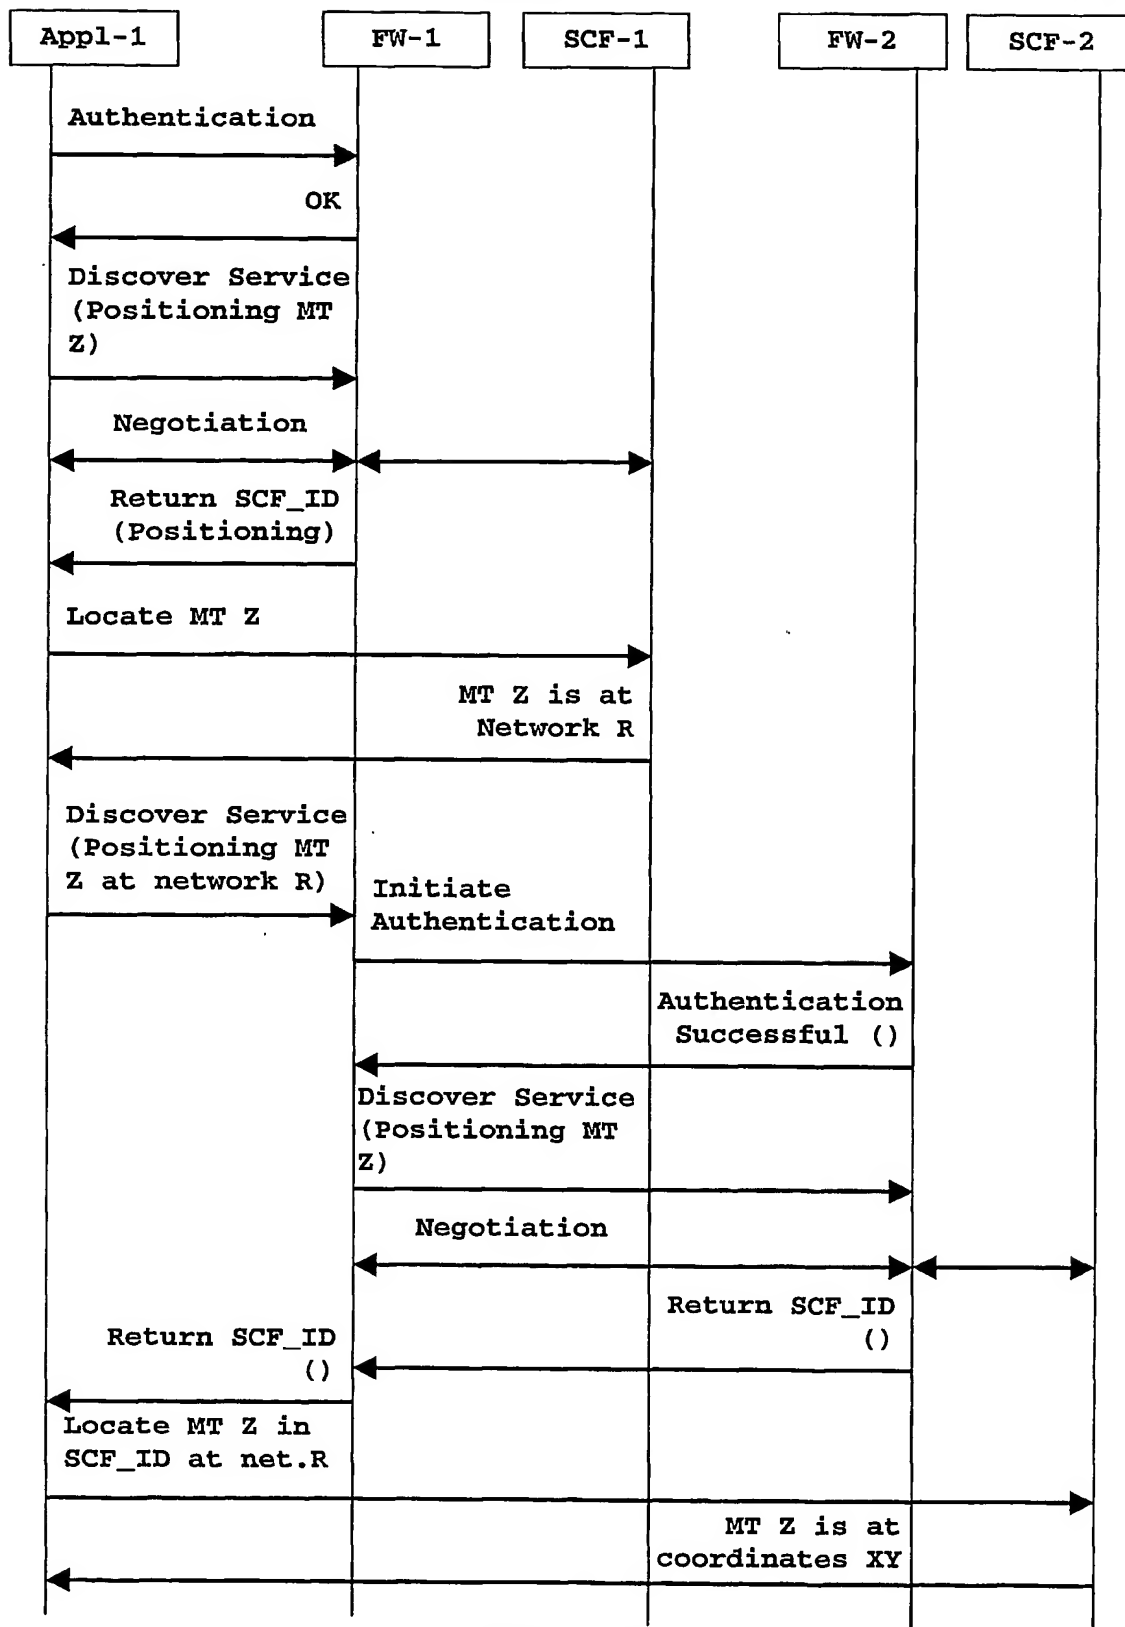 Appl-1
FW-1
SCF-1
FW-2
SCF-2
Authentication
OK
Discover Service
(Positioning MT
Z)
Negotiation
Return SCF_ID
(Positioning)
Locate MT Z
MT Z is at
Network R
Discover Service
(Positioning MT
Z at network R)
Initiate
Authentication
Authentication
Successful ()
Discover Service
(Positioning MT
Z)
Negotiation
Return SCF_ID
()
Return SCF_ID
()
Locate MT Z in
SCF_ID at net.R
MT Z is at
coordinates XY